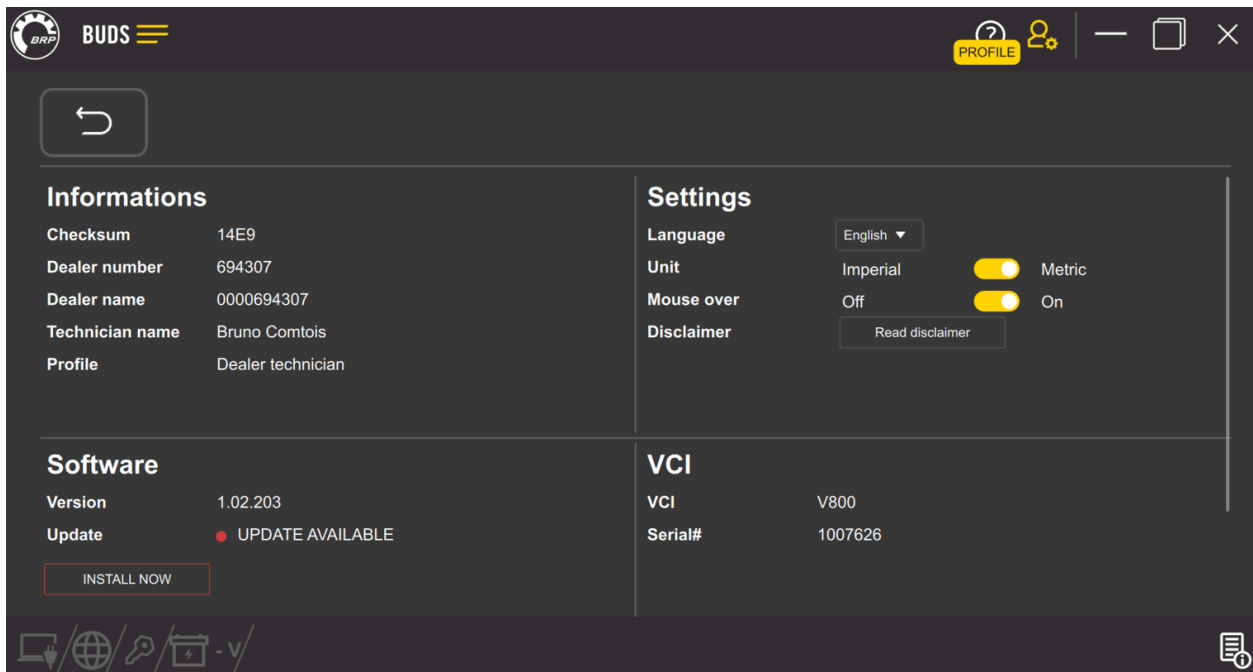 BRP BUDS
PROFILE
Informations
Checksum 14E9
Dealer number 694307
Dealer name 0000694307
Technician name Bruno Comtois
Profile Dealer technician
Settings
Language English
Unit Imperial Metric
Mouse over Off On
Disclaimer Read disclaimer
Software
Version 1.02.203
Update UPDATE AVAILABLE
INSTALL NOW
VCI
VCI V800
Serial# 1007626
- V